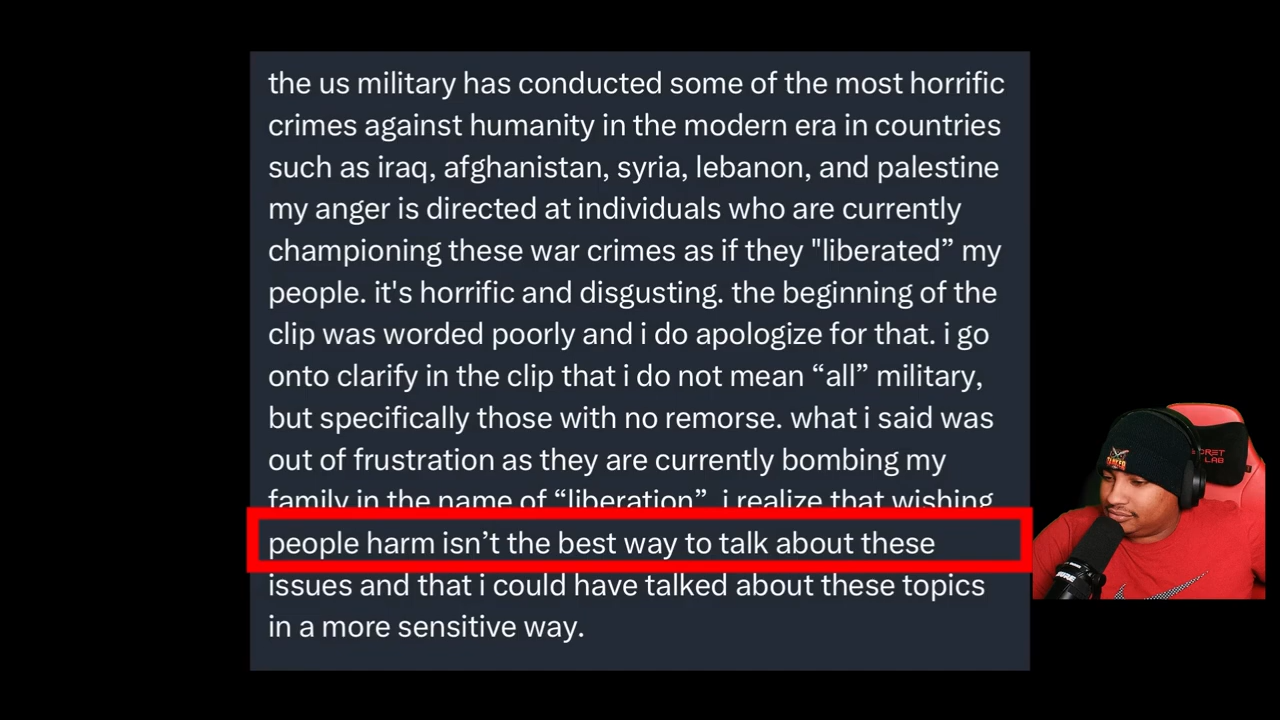 the us military has conducted some of the most horrific
crimes against humanity in the modern era in countries
such as iraq, afghanistan, syria, lebanon, and palestine
my anger is directed at individuals who are currently
championing these war crimes as if they "liberated” my
people. it's horrific and disgusting. the beginning of the
clip was worded poorly and i do apologize for that. i go
onto clarify in the clip that i do not mean “all” military,
but specifically those with no remorse. what i said was
out of frustration as they are currently bombing my
family in the name of “liberation”. i realize that wishing
people harm isn’t the best way to talk about these
issues and that i could have talked about these topics
in a more sensitive way.
LAB